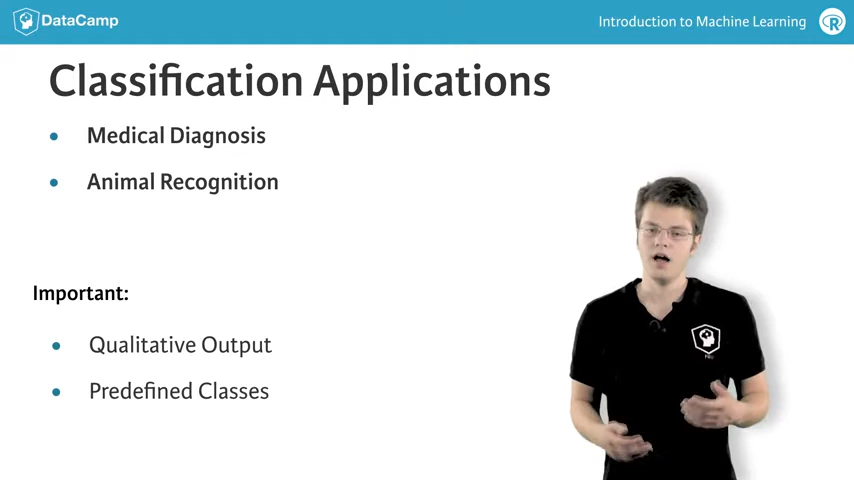 DataCamp
Introduction to Machine Learning
R
Classification Applications
Medical Diagnosis
Animal Recognition
Important:
Qualitative Output
Predefined Classes